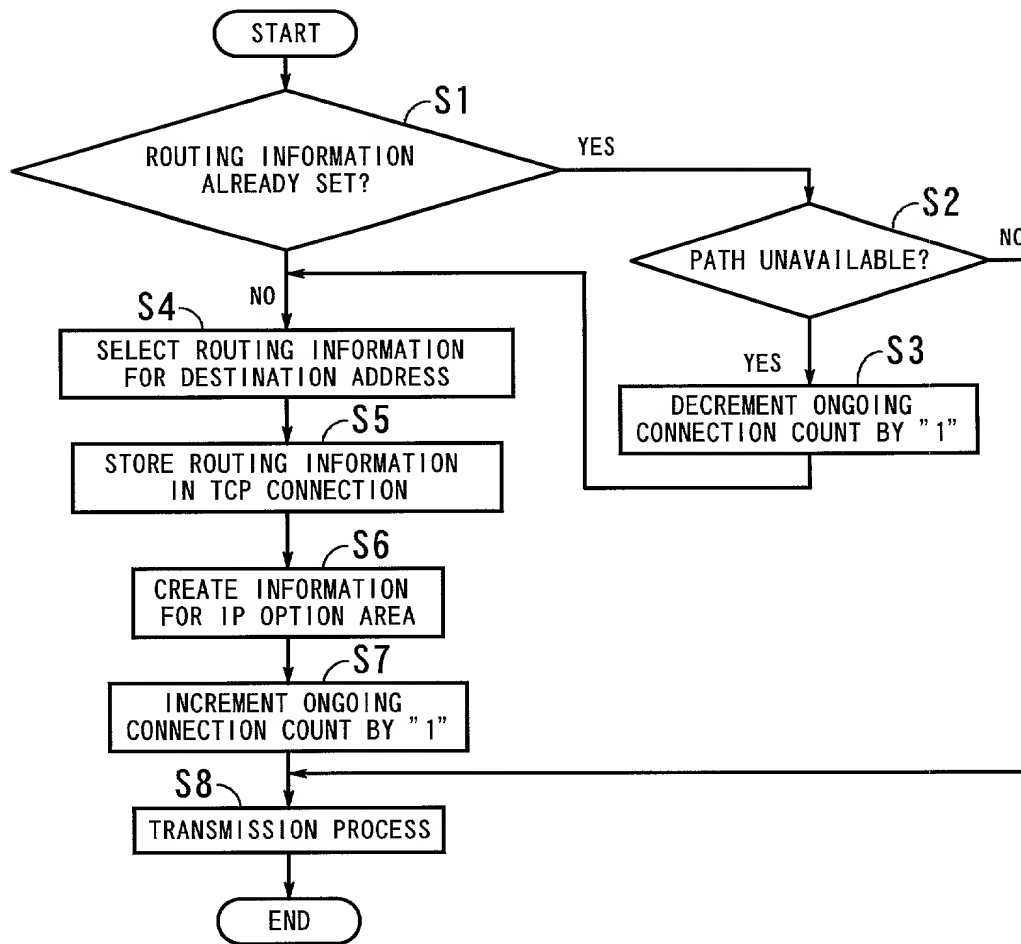 START
S1
ROUTING INFORMATION
ALREADY SET?
YES
S2
PATH UNAVAILABLE?
NO
NO
S4
SELECT ROUTING INFORMATION
FOR DESTINATION ADDRESS
YES
S3
DECREMENT ONGOING
CONNECTION COUNT BY "1"
S5
STORE ROUTING INFORMATION
IN TCP CONNECTION
S6
CREATE INFORMATION
FOR IP OPTION AREA
S7
INCREMENT ONGOING
CONNECTION COUNT BY "1"
S8
TRANSMISSION PROCESS
END